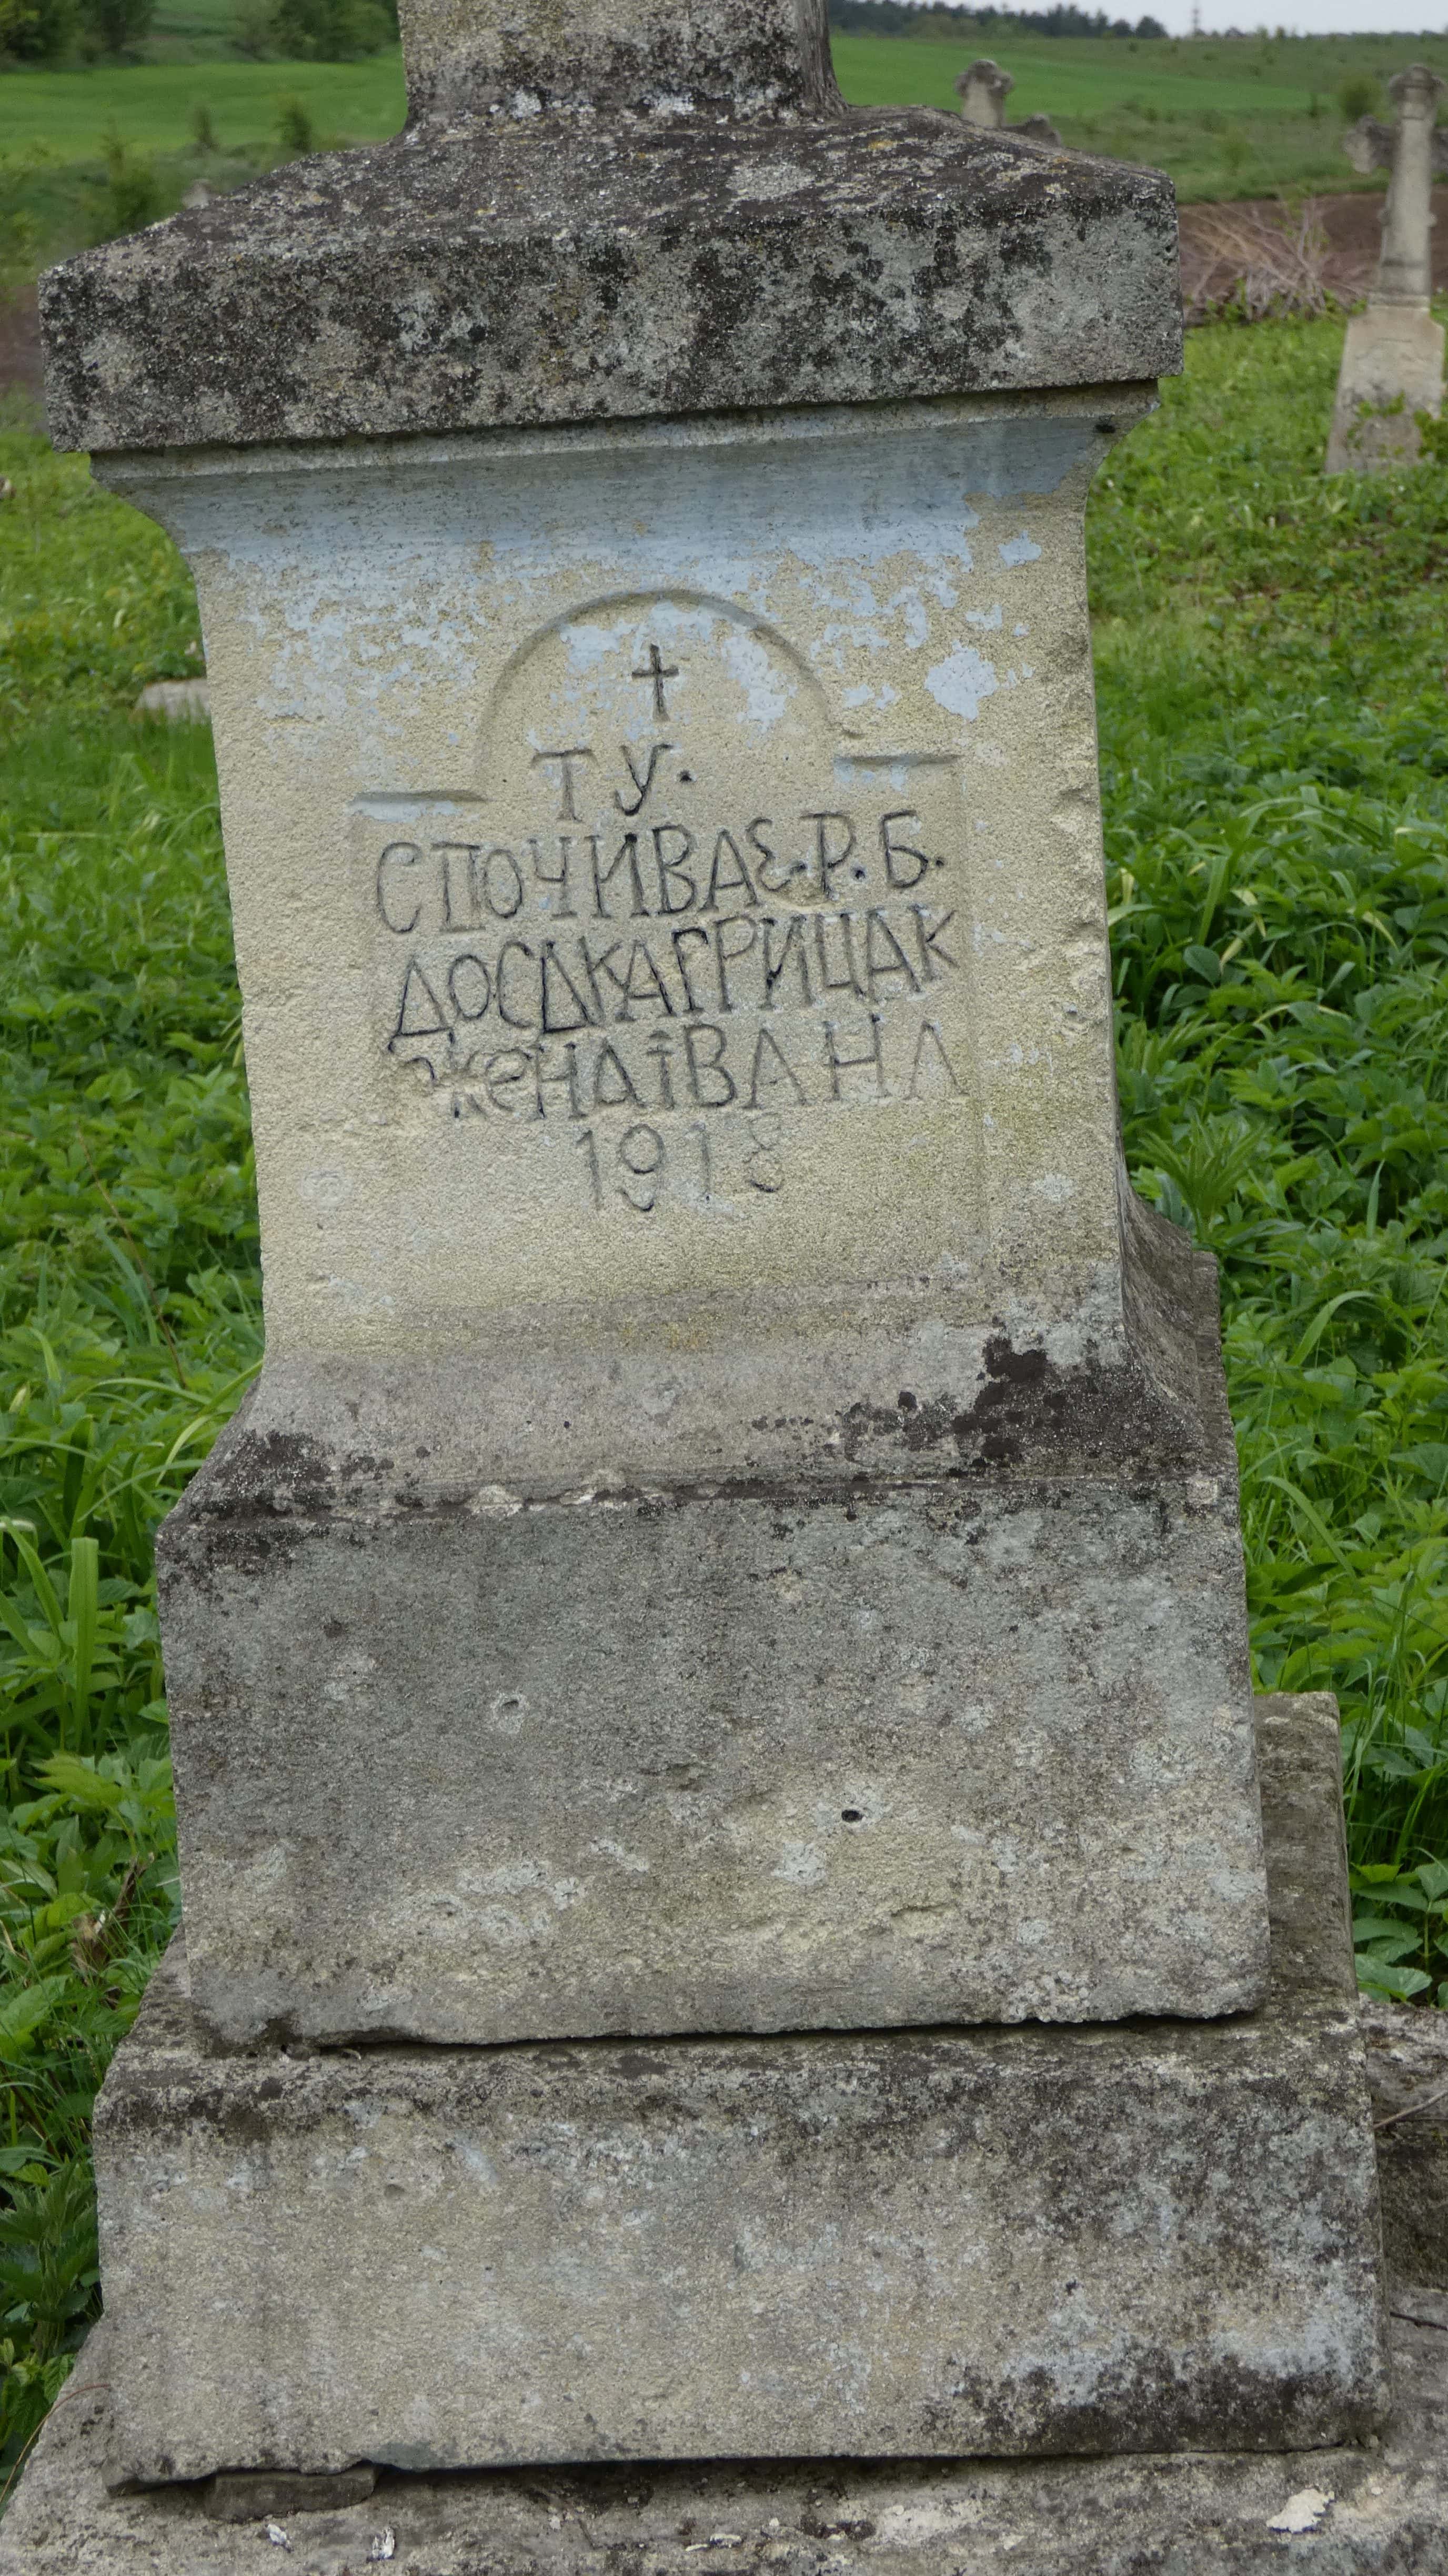 ТУ.
СПОЧИВАЄ.Р.Б.
ДОСДКАГРИЦАК
женаІВАНА
1918